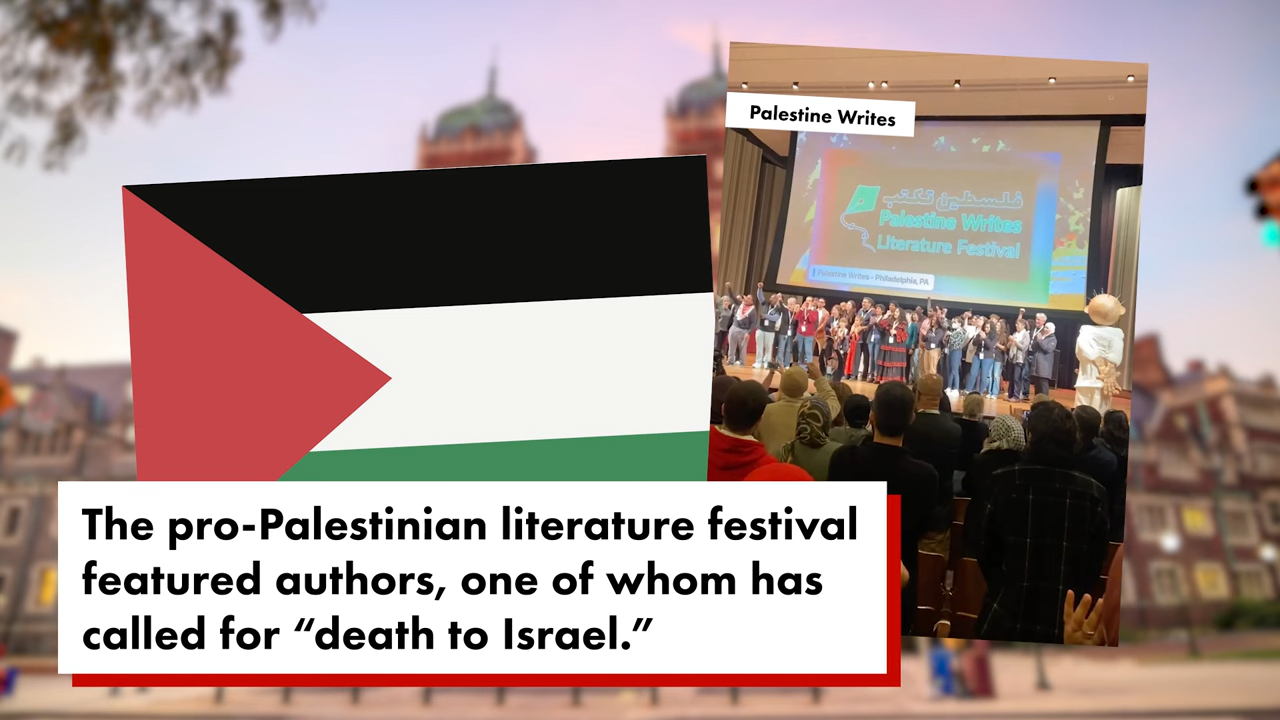 Palestine Writes
فلسطين تكتب
Palestine Writes
Literature Festival
Palestine Writes - Philadelphia, PA
The pro-Palestinian literature festival
featured authors, one of whom has
called for “death to Israel.”